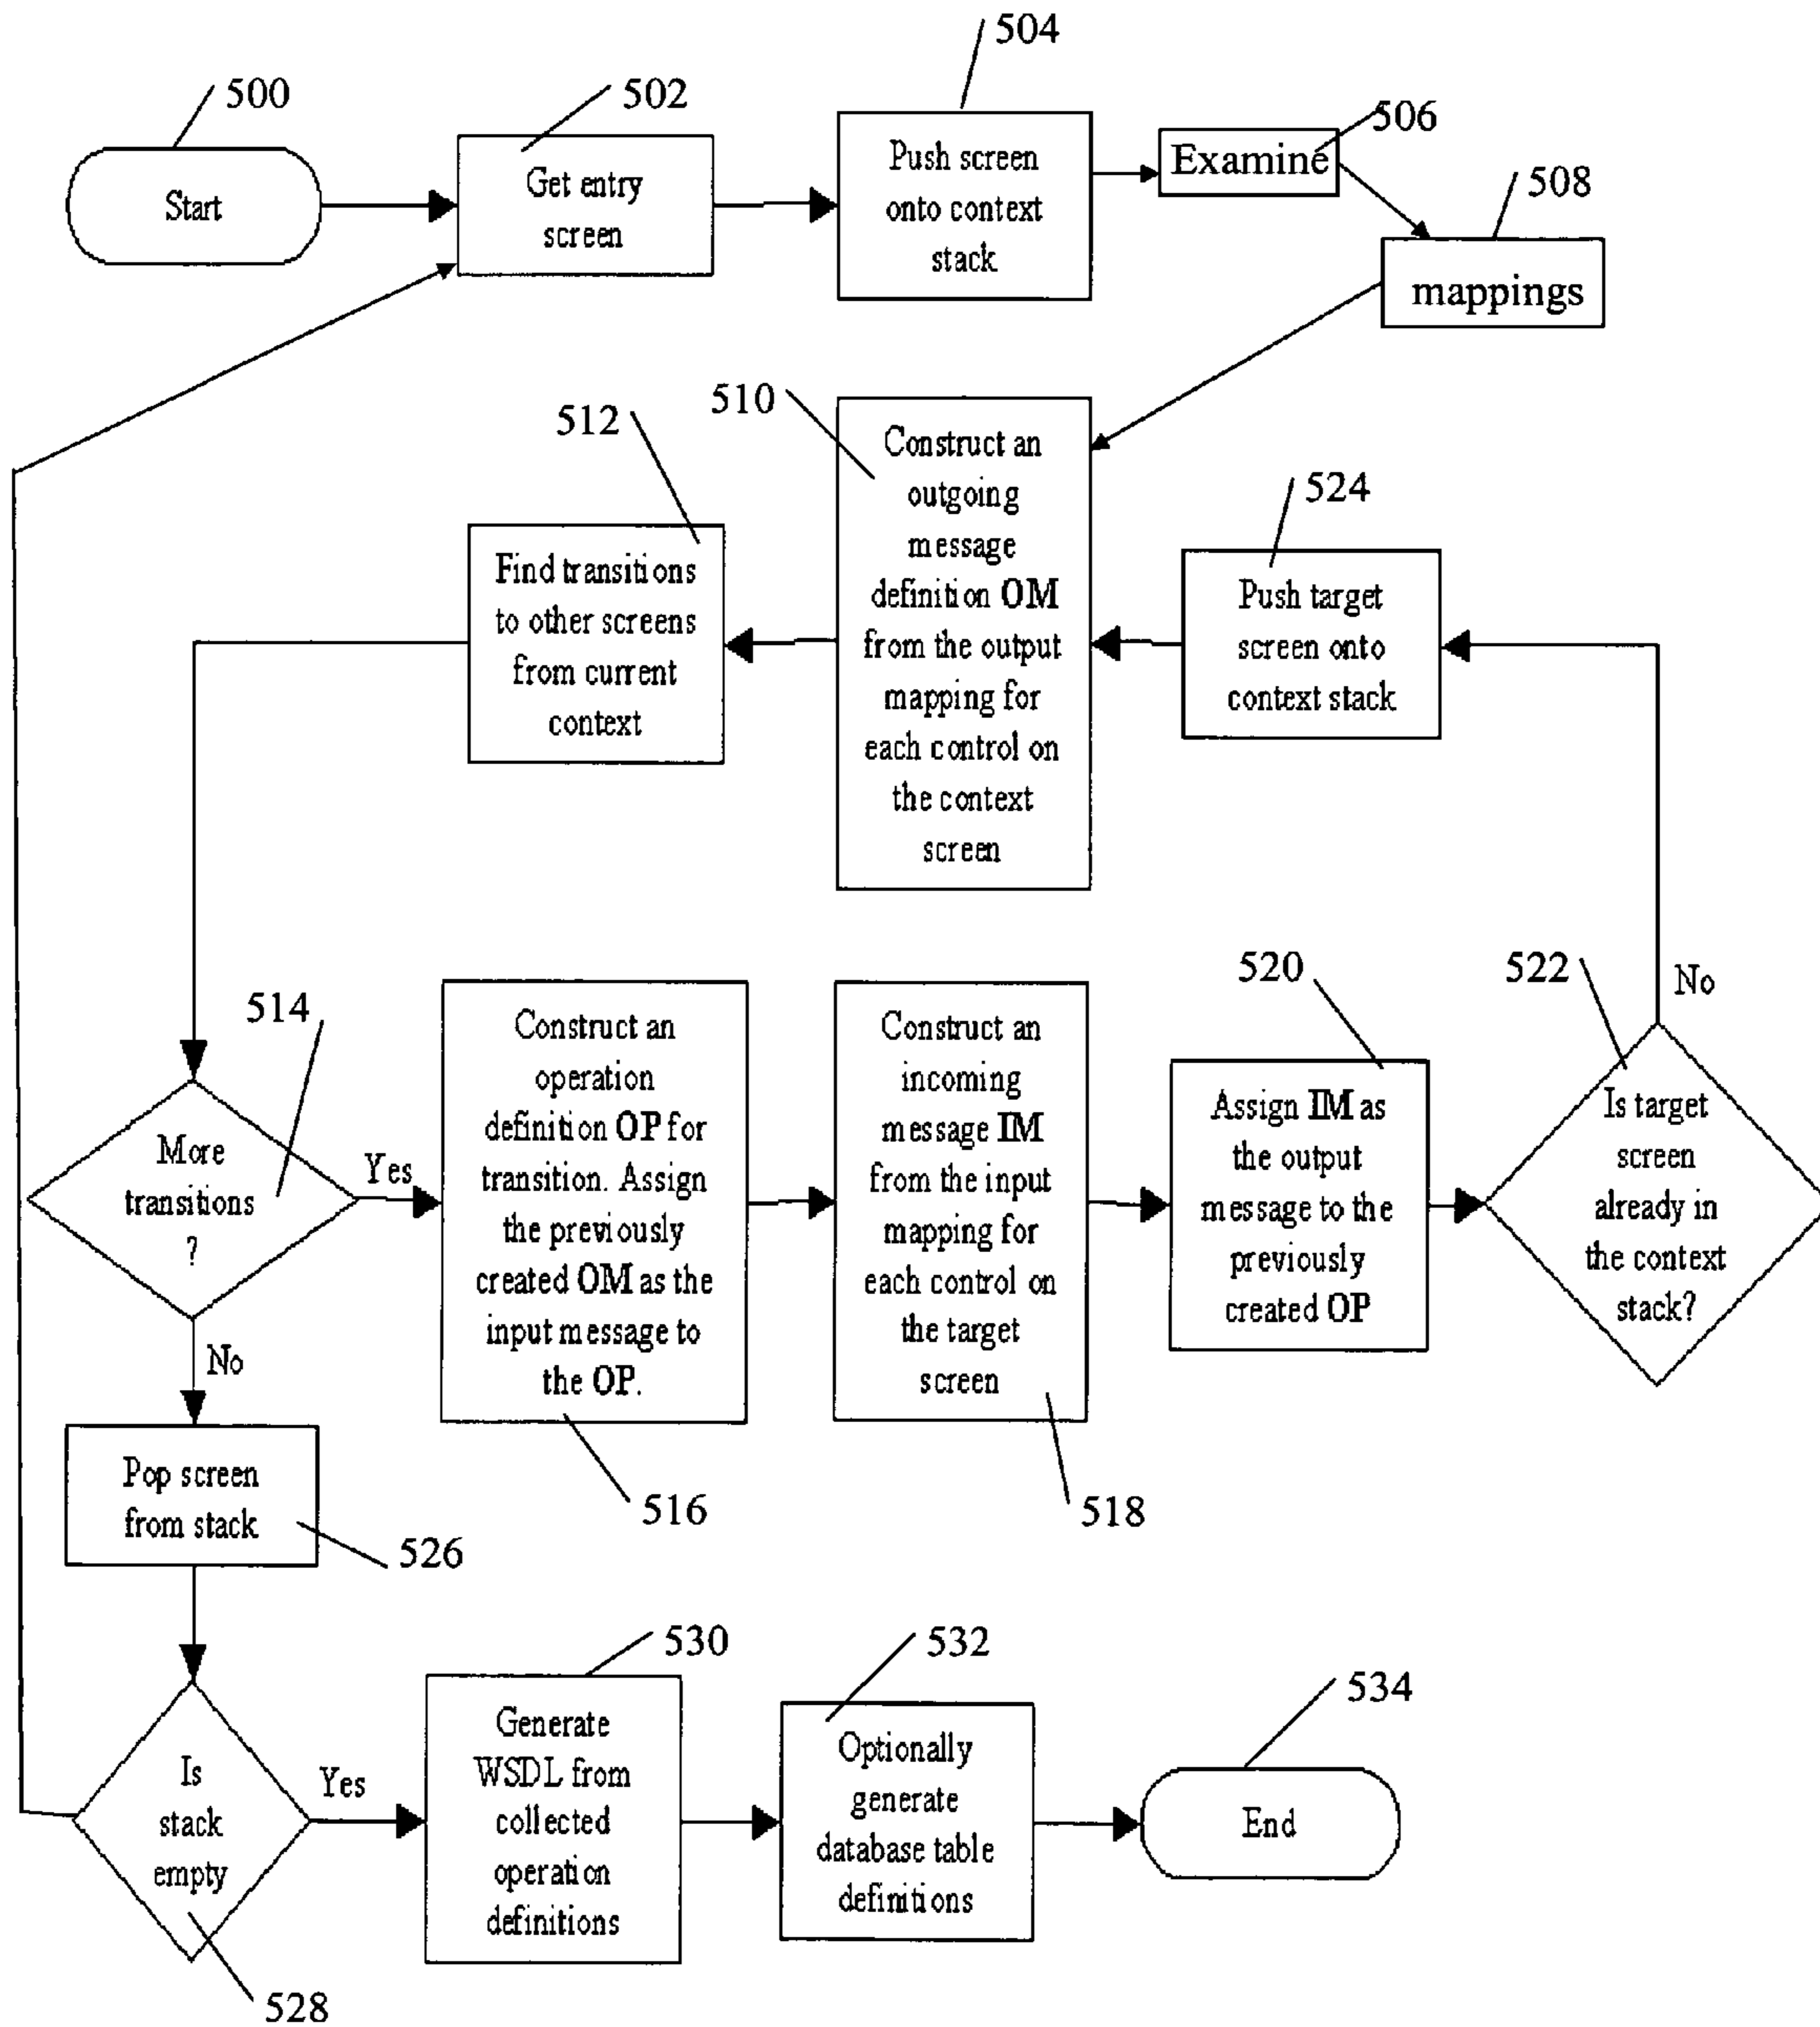 500
Start
502
Get entry
screen
504
Push screen
onto context
stack
506
Examine
508
mappings
510
Construct an
outgoing
message
definition OM
from the output
mapping for
each control on
the context
screen
512
Find transitions
to other screens
from current
context
524
Push target
screen onto
context stack
514
More
transitions
?
Yes
No
Construct an
operation
definition OP for
transition. Assign
the previously
created OM as the
input message to
the OP.
516
Construct an
incoming
message IM
from the input
mapping for
each control on
the target
screen
518
520
Assign IM as
the output
message to the
previously
created OP
522
No
Is target
screen
already in
the context
stack?
Pop screen
from stack
526
Is
stack
empty
528
Yes
530
Generate
WSDL from
collected
operation
definitions
532
Optionally
generate
database table
definitions
534
End